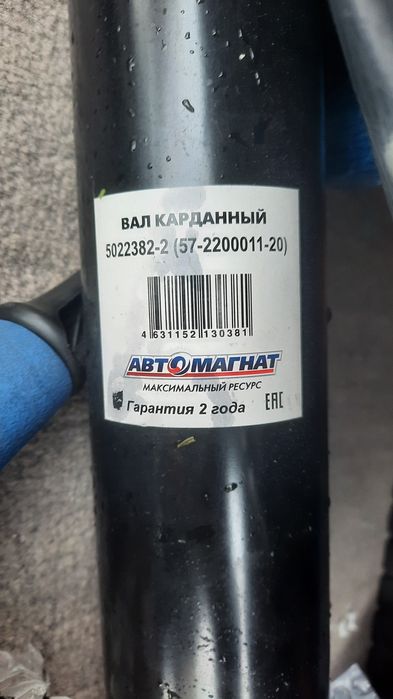 ВАЛ КАРДАННЫЙ
5022382-2 (57-2200011-20)
4 631152 130381
АВТОМАГНАТ
МАКСИМАЛЬНЫЙ РЕСУРС
Гарантия 2 года
ЕАС